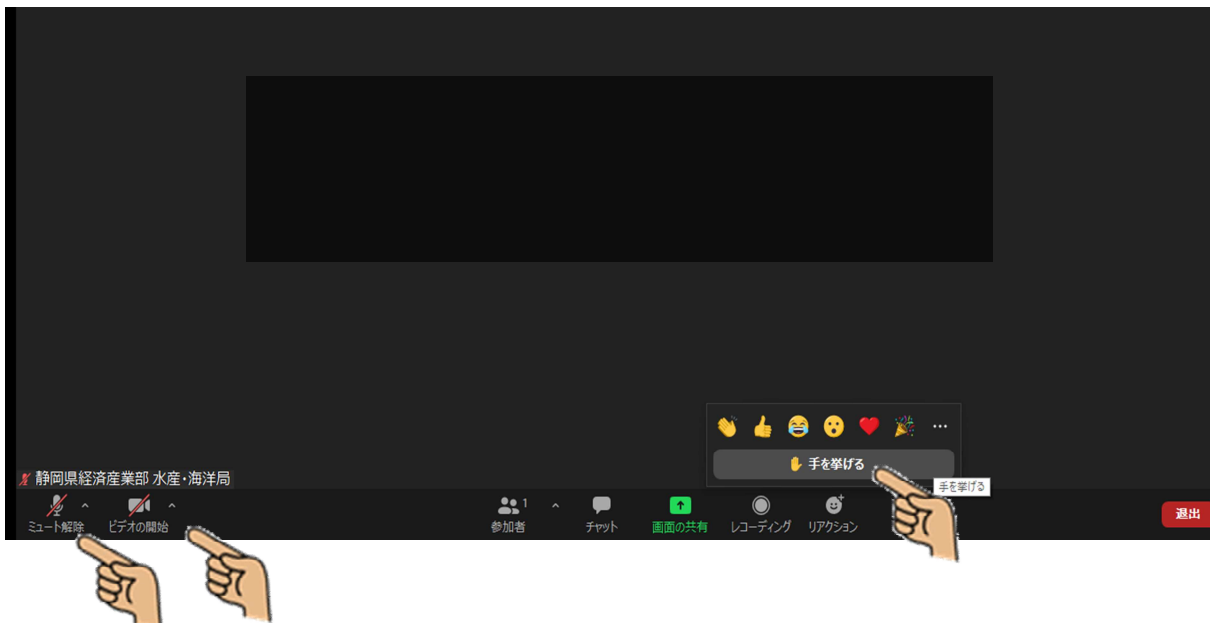 手を挙げる
手を挙げる
静岡県経済産業部 水産・海洋局
1
ミュート解除 ビデオの開始 参加者 チャット 画面の共有 レコーディング リアクション 退出